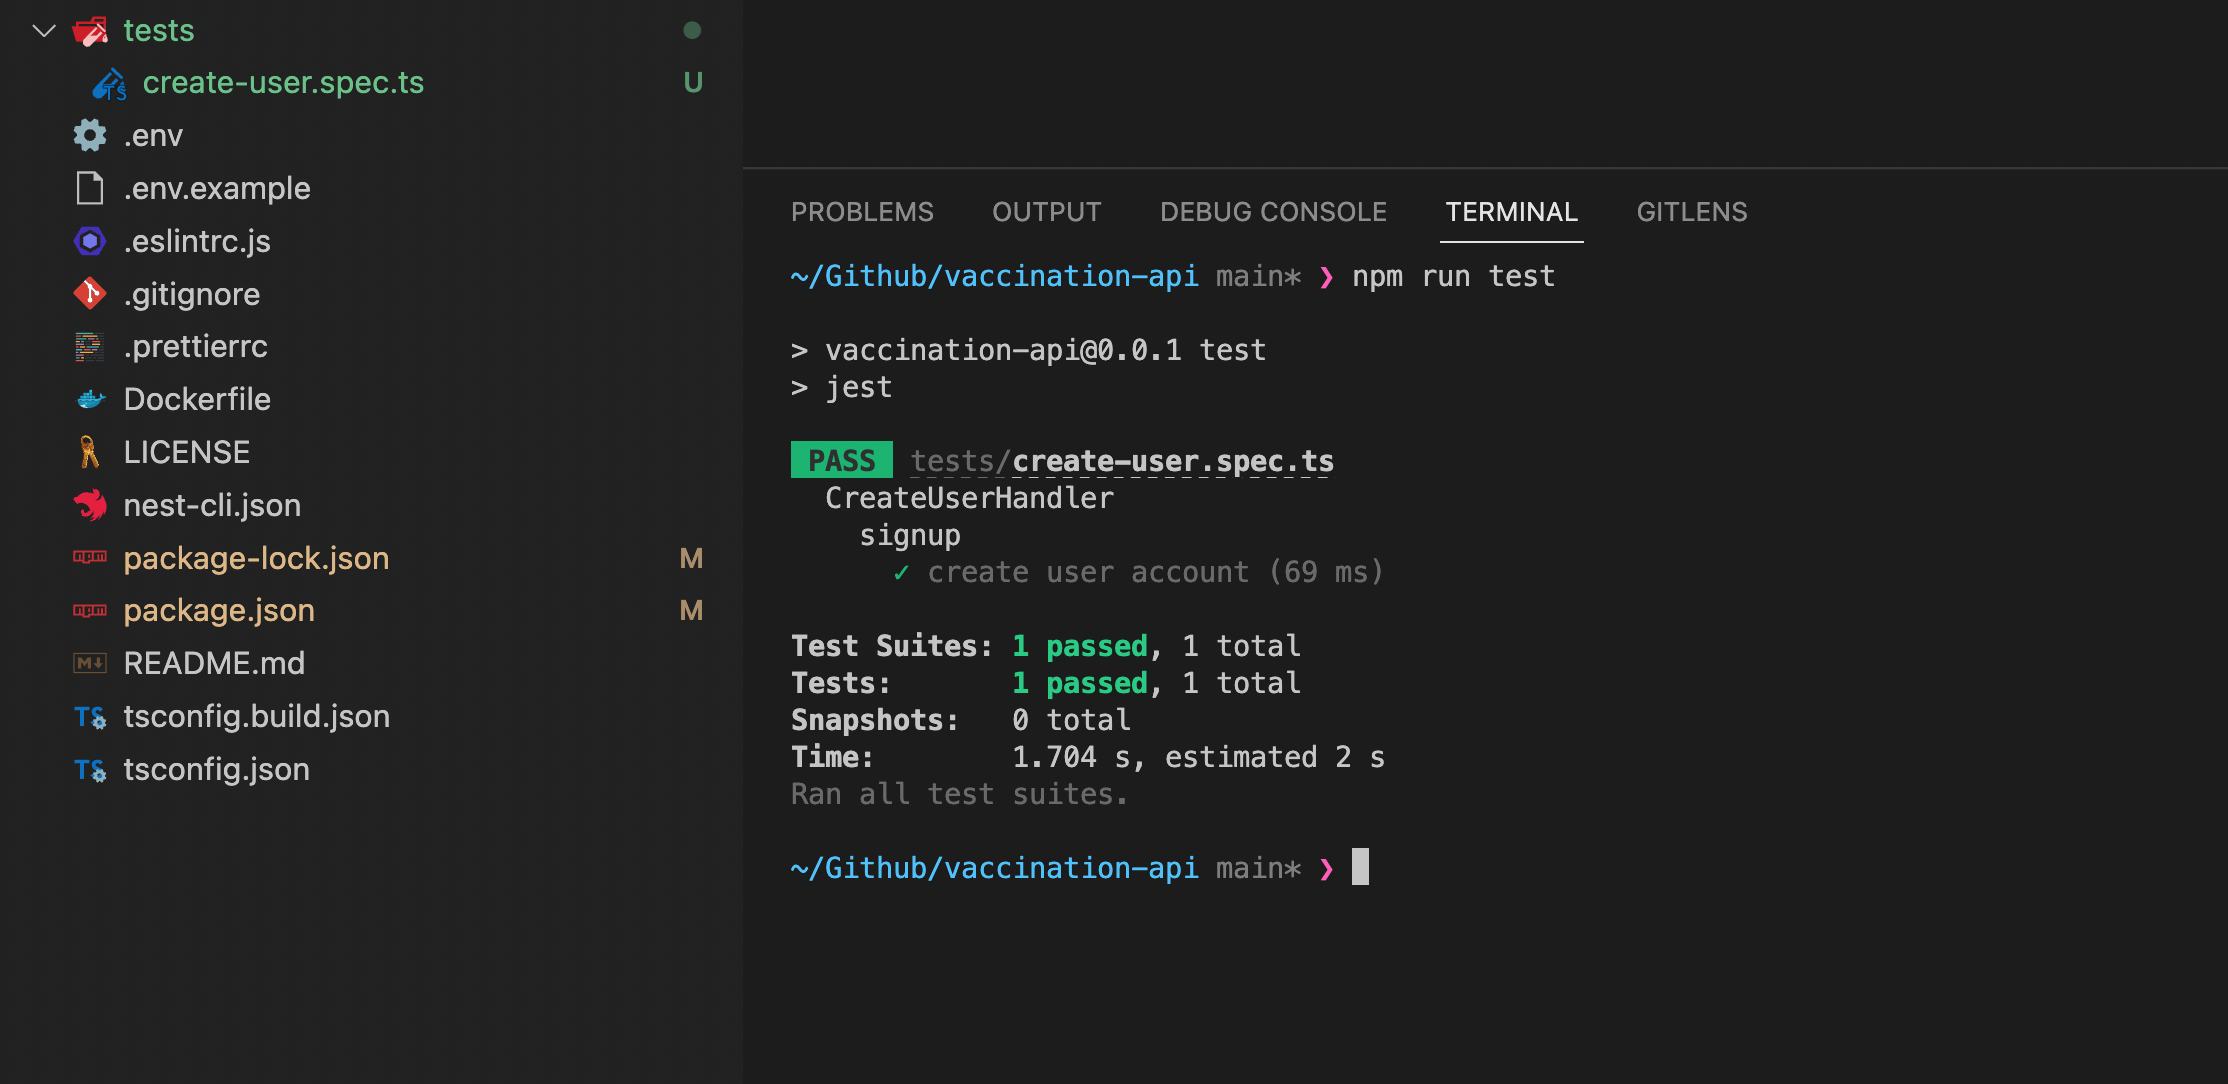 tests
create-user.spec.ts U
.env
.env.example
.eslintrc.js
.gitignore
.prettierrc
Dockerfile
LICENSE
nest-cli.json
package-lock.json M
package.json M
README.md
tsconfig.build.json
tsconfig.json
PROBLEMS OUTPUT DEBUG CONSOLE TERMINAL GITLENS
~/Github/vaccination-api main* ❯ npm run test
> vaccination-api@0.0.1 test
> jest
PASS tests/create-user.spec.ts
CreateUserHandler
signup
✓ create user account (69 ms)
Test Suites: 1 passed, 1 total
Tests: 1 passed, 1 total
Snapshots: 0 total
Time: 1.704 s, estimated 2 s
Ran all test suites.
~/Github/vaccination-api main* ❯